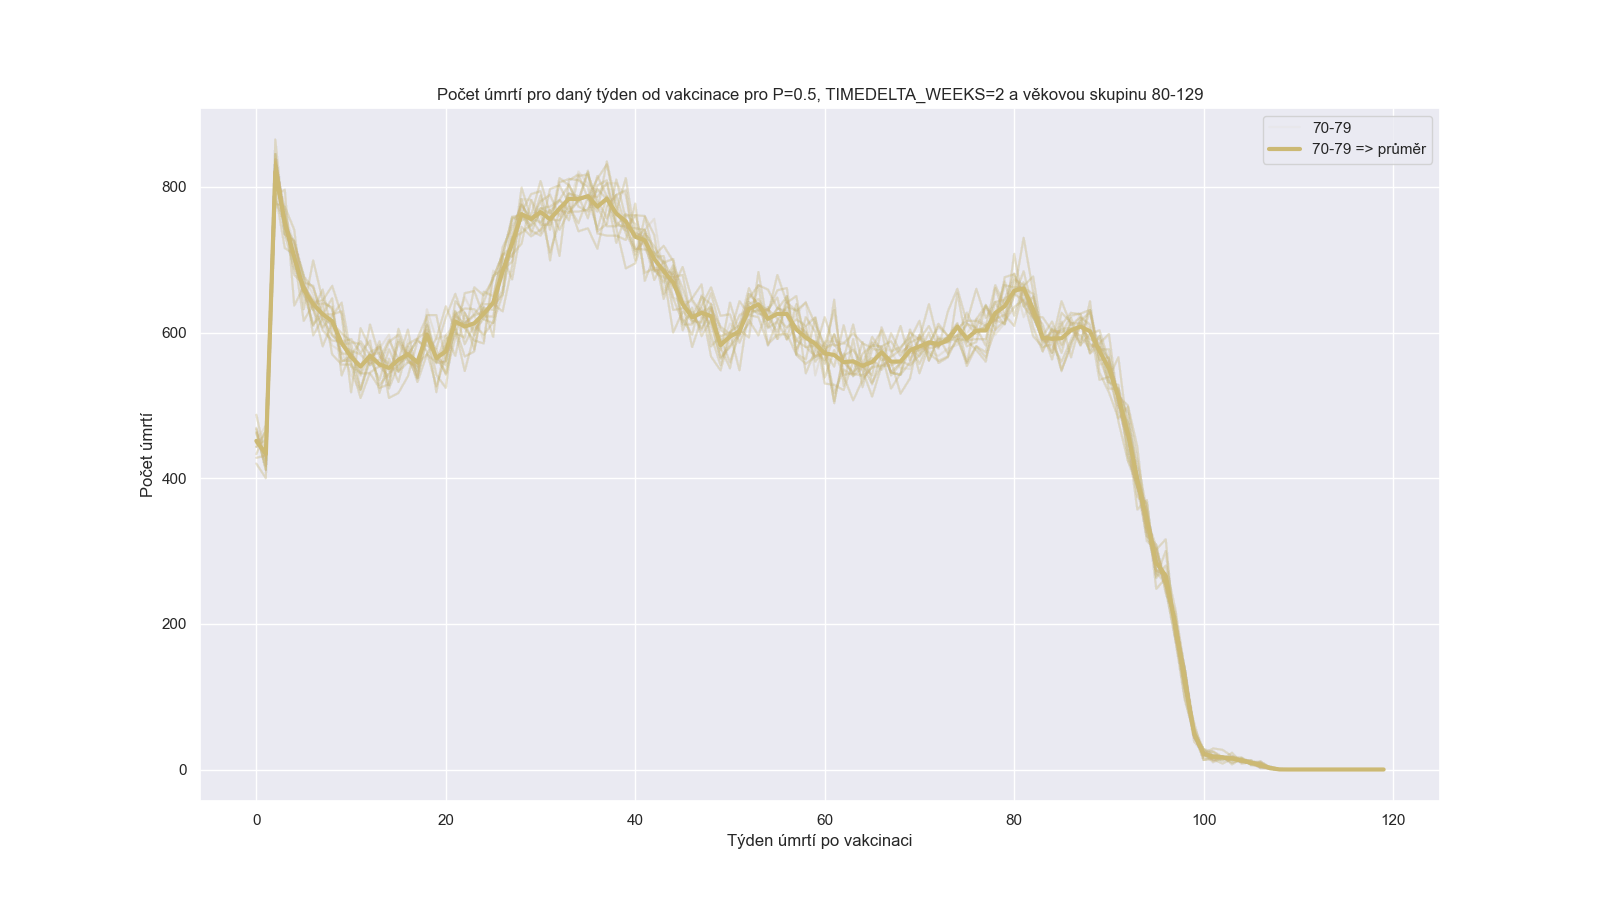 Počet úmrtí pro daný týden od vakcinace pro P=0.5, TIMEDELTA_WEEKS=2 a věkovou skupinu 80-129
70-79
70-79 => průměr
Počet úmrtí
800
600
400
200
0
0 20 40 60 80 100 120
Týden úmrtí po vakcinaci